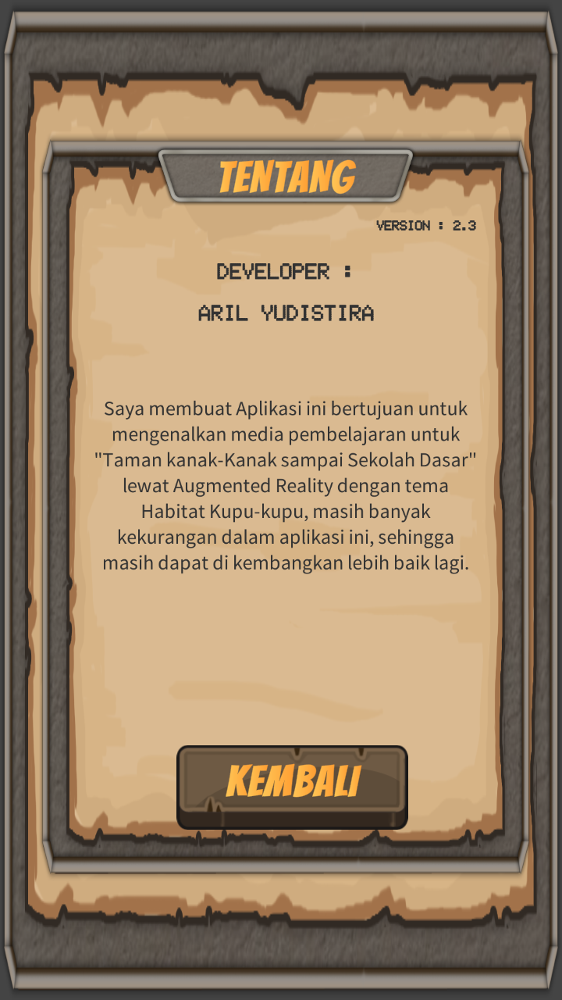 TENTANG
VERSION : 2.3
DEVELOPER :
ARIL YUDISTIRA
Saya membuat Aplikasi ini bertujuan untuk
mengenalkan media pembelajaran untuk
"Taman kanak-Kanak sampai Sekolah Dasar"
lewat Augmented Reality dengan tema
Habitat Kupu-kupu, masih banyak
kekurangan dalam aplikasi ini, sehingga
masih dapat di kembangkan lebih baik lagi.
KEMBALI